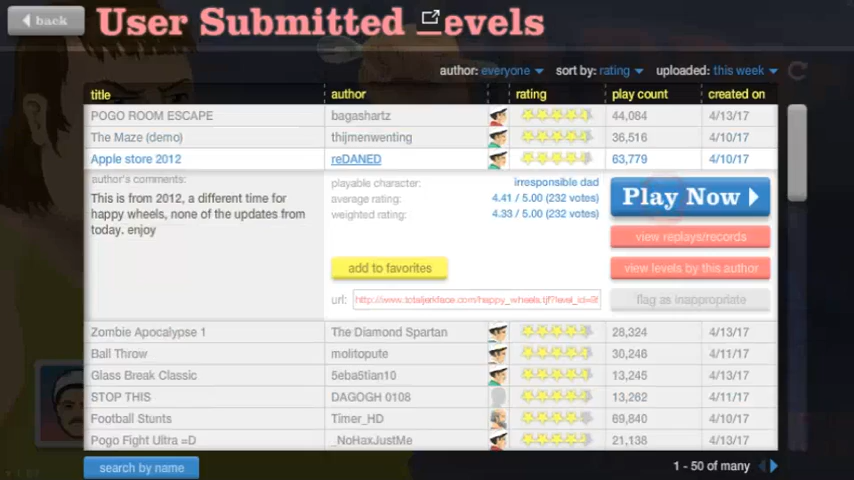 back
User Submitted Levels
author: everyone sort by: rating uploaded: this week
title author rating play count created on
POGO ROOM ESCAPE bagashartz 44,084 4/13/17
The Maze (demo) thijmenwenting 36,516 4/10/17
Apple store 2012 reDANED 63,779 4/10/17
author's comments:
This is from 2012, a different time for
happy wheels, none of the updates from
today. enjoy
playable character: irresponsible dad
average rating: 4.41 / 5.00 (232 votes)
weighted rating: 4.33 / 5.00 (232 votes)
add to favorites
url: http://www.totaljerkface.com/happy_wheels.tjf?level_id=
Play Now
view replays/records
view levels by this author
flag as inappropriate
Zombie Apocalypse 1 The Diamond Spartan 28,324 4/13/17
Ball Throw molitopute 30,246 4/11/17
Glass Break Classic 5eba5tian10 13,245 4/13/17
STOP THIS DAGOGH 0108 13,262 4/11/17
Football Stunts Timer_HD 69,840 4/10/17
Pogo Fight Ultra =D _NoHaxJustMe 21,138 4/13/17
search by name
1 - 50 of many